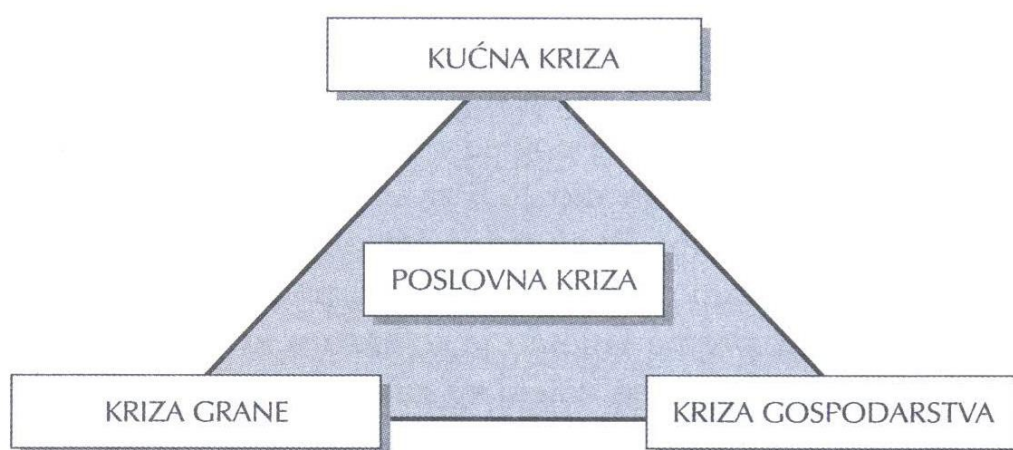 KUĆNA KRIZA
POSLOVNA KRIZA
KRIZA GRANE
KRIZA GOSPODARSTVA